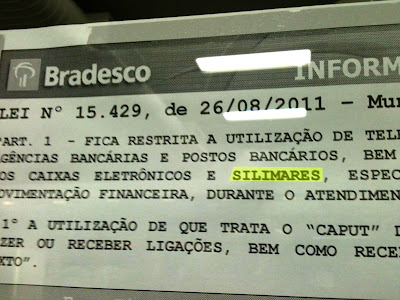 Bradesco
INFORM
LEI Nº 15.429, de 26/08/2011 – Mun
ART. 1 - FICA RESTRITA A UTILIZAÇÃO DE TELE
AGÊNCIAS BANCÁRIAS E POSTOS BANCÁRIOS, BEM
OS CAIXAS ELETRÔNICOS E SILIMARES, ESPEC
OVIMENTAÇÃO FINANCEIRA, DURANTE O ATENDIMEN
1º A UTILIZAÇÃO DE QUE TRATA O “CAPUT” D
ZER OU RECEBER LIGAÇÕES, BEM COMO RECE
XTO”.